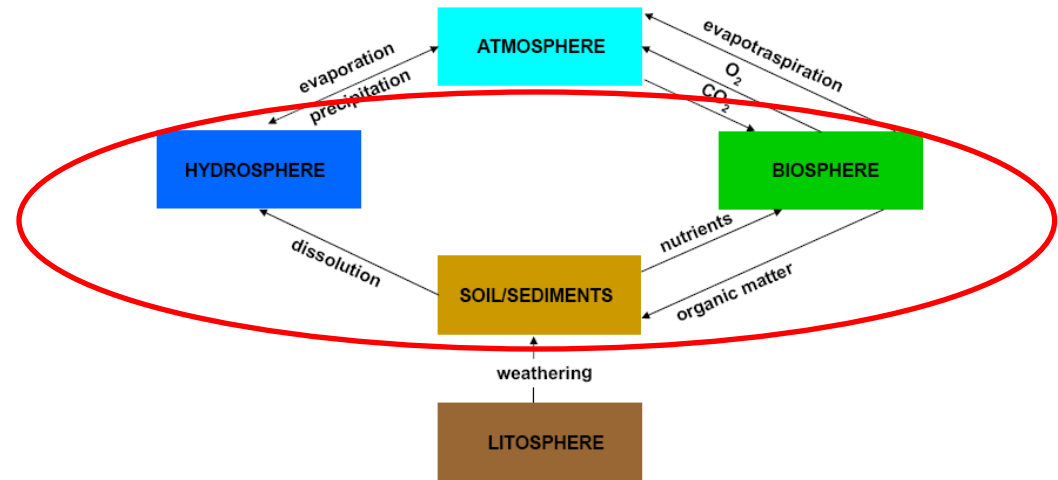 ATMOSPHERE
evaporation
precipitation
evapotraspiration
O2
CO2
HYDROSPHERE
BIOSPHERE
dissolution
nutrients
SOIL/SEDIMENTS
organic matter
weathering
LITOSPHERE